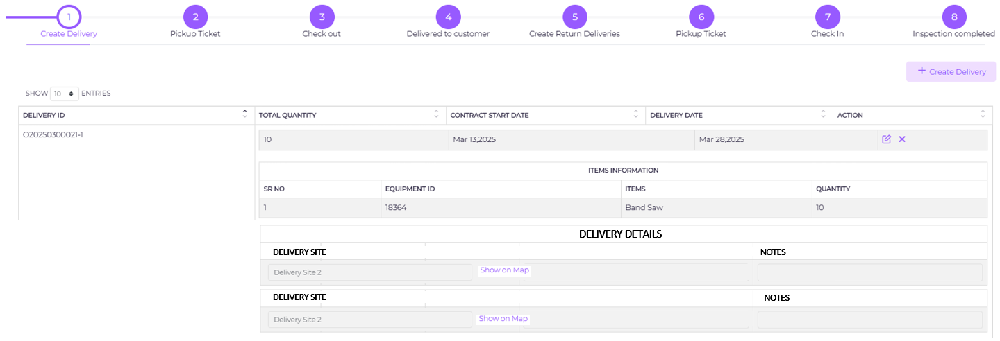 1 2 3 4 5 6 7 8
Create Delivery Pickup Ticket Check out Delivered to customer Create Return Deliveries Pickup Ticket Check In Inspection completed
+ Create Delivery
SHOW 10 ENTRIES
DELIVERY ID TOTAL QUANTITY CONTRACT START DATE DELIVERY DATE ACTION
O20250300021-1 10 Mar 13,2025 Mar 28,2025
ITEMS INFORMATION
SR NO EQUIPMENT ID ITEMS QUANTITY
1 18364 Band Saw 10
DELIVERY DETAILS
DELIVERY SITE NOTES
Delivery Site 2 Show on Map
DELIVERY SITE NOTES
Delivery Site 2 Show on Map